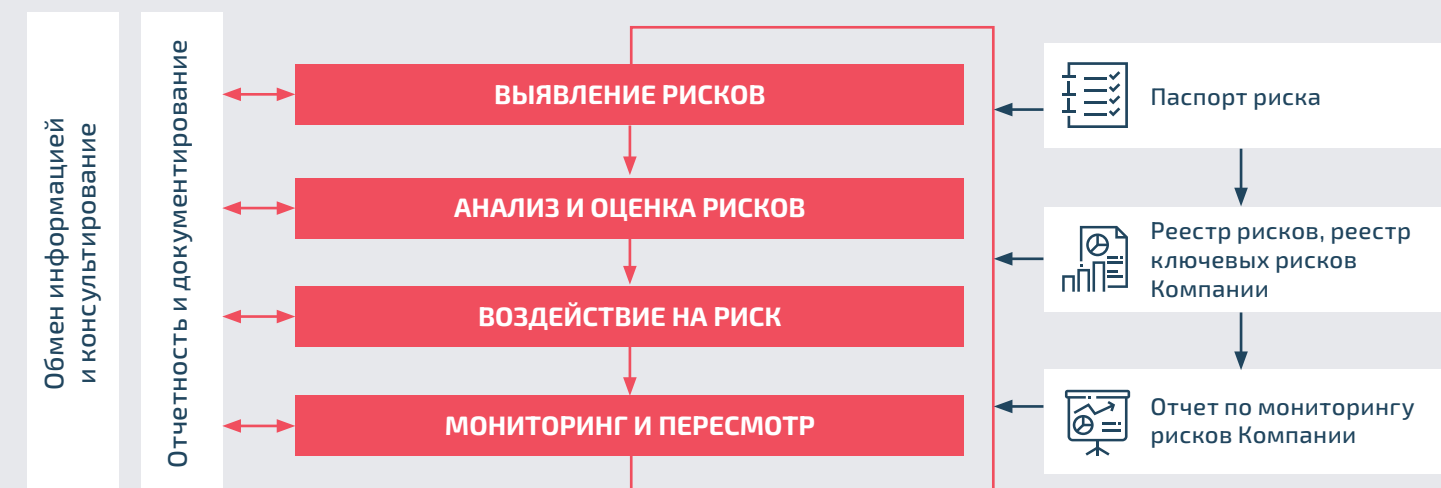 Обмен информацией
и консультирование
Отчетность и документирование
ВЫЯВЛЕНИЕ РИСКОВ
АНАЛИЗ И ОЦЕНКА РИСКОВ
ВОЗДЕЙСТВИЕ НА РИСК
МОНИТОРИНГ И ПЕРЕСМОТР
Паспорт риска
Реестр рисков, реестр
ключевых рисков
Компании
Отчет по мониторингу
рисков Компании